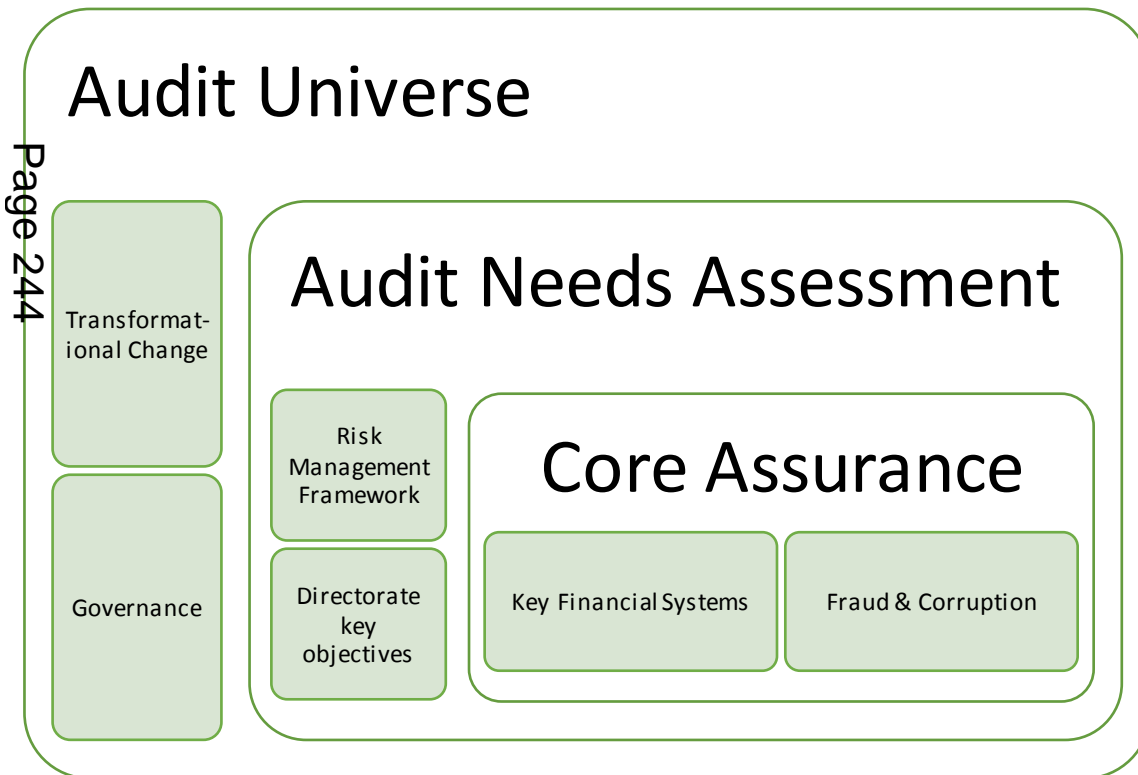 Audit Universe
Page 244
Transformat-
ional Change
Governance
Audit Needs Assessment
Risk
Management
Framework
Directorate
key
objectives
Core Assurance
Key Financial Systems
Fraud & Corruption